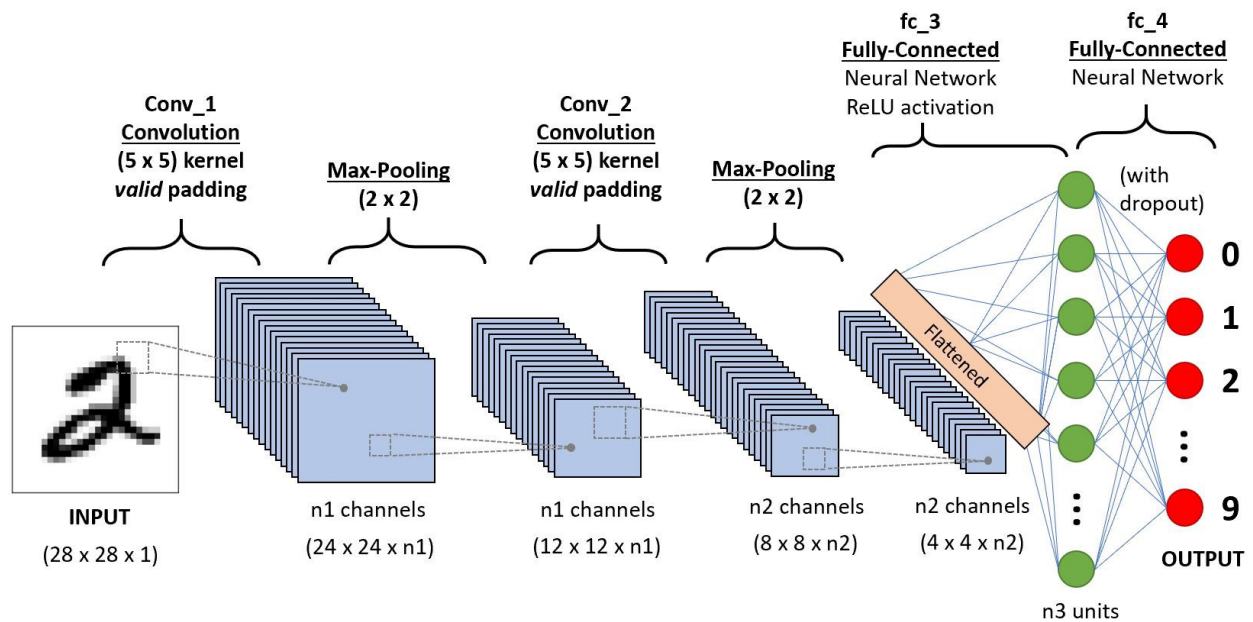 Conv_1
Convolution
(5 x 5) kernel
valid padding
Max-Pooling
(2 x 2)
Conv_2
Convolution
(5 x 5) kernel
valid padding
Max-Pooling
(2 x 2)
fc_3
Fully-Connected
Neural Network
ReLU activation
fc_4
Fully-Connected
Neural Network
(with
dropout)
Flattened
0
1
2
9
OUTPUT
2
INPUT
(28 x 28 x 1)
n1 channels
(24 x 24 x n1)
n1 channels
(12 x 12 x n1)
n2 channels
(8 x 8 x n2)
n2 channels
(4 x 4 x n2)
n3 units